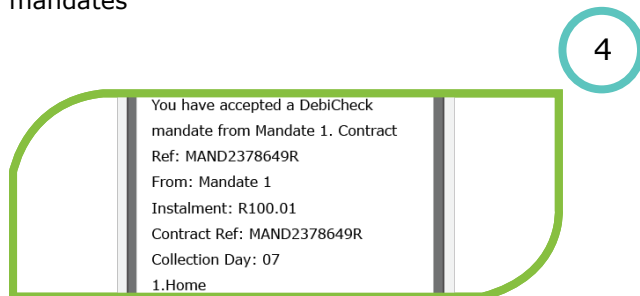 mandates
4
You have accepted a DebiCheck
mandate from Mandate 1. Contract
Ref: MAND2378649R
From: Mandate 1
Instalment: R100.01
Contract Ref: MAND2378649R
Collection Day: 07
1.Home